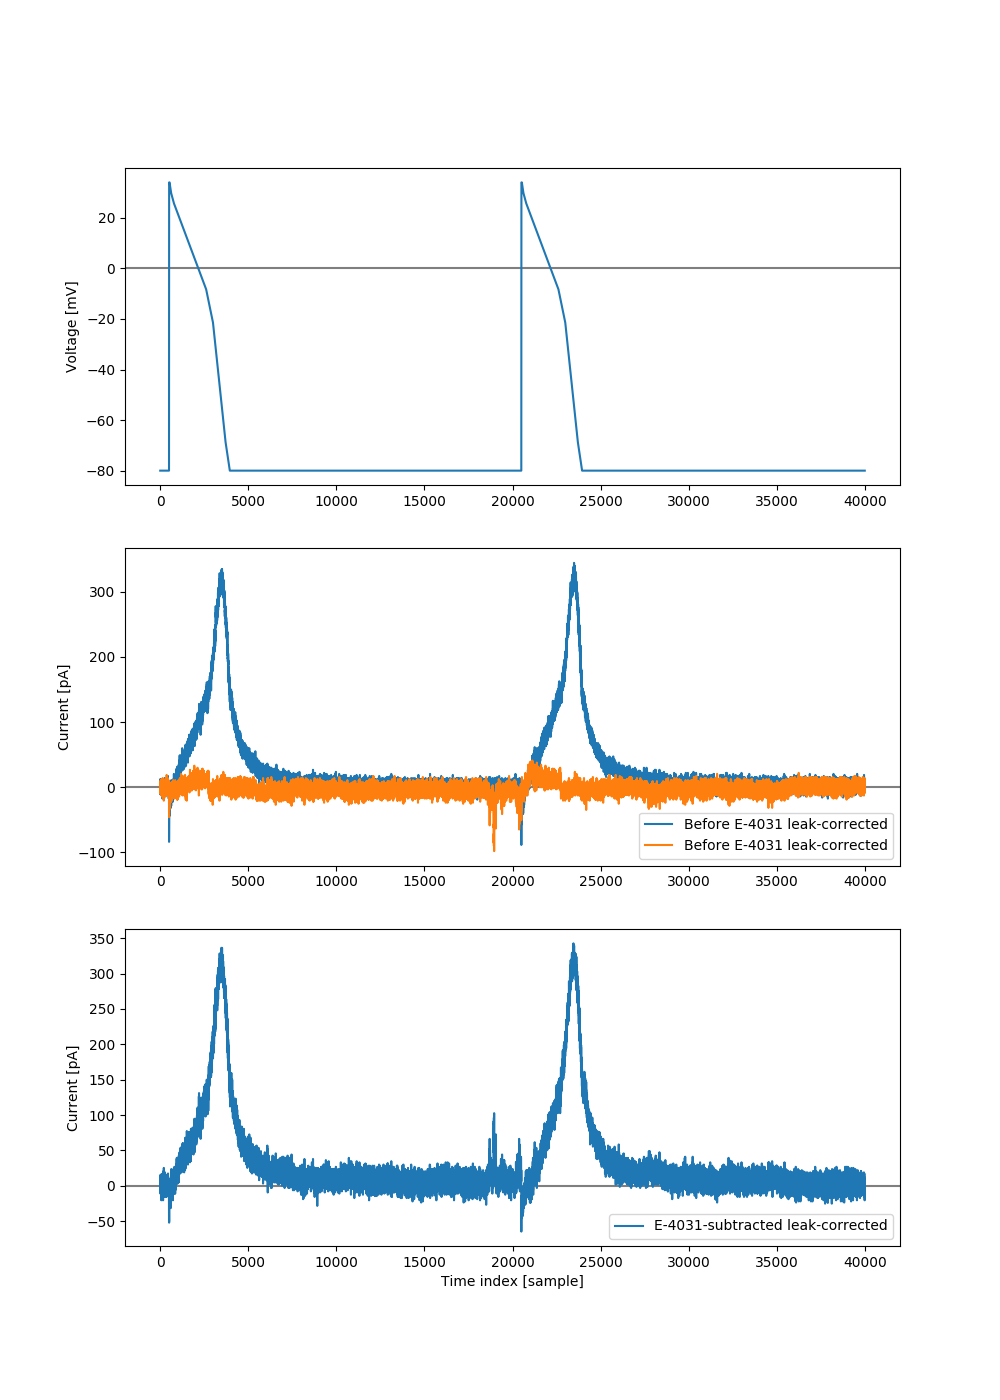 20
0
−20
−40
−60
−80
Voltage [mV]
0 5000 10000 15000 20000 25000 30000 35000 40000
300
200
100
0
−100
Current [pA]
Before E-4031 leak-corrected
Before E-4031 leak-corrected
0 5000 10000 15000 20000 25000 30000 35000 40000
350
300
250
200
150
100
50
0
−50
Current [pA]
E-4031-subtracted leak-corrected
0 5000 10000 15000 20000 25000 30000 35000 40000
Time index [sample]